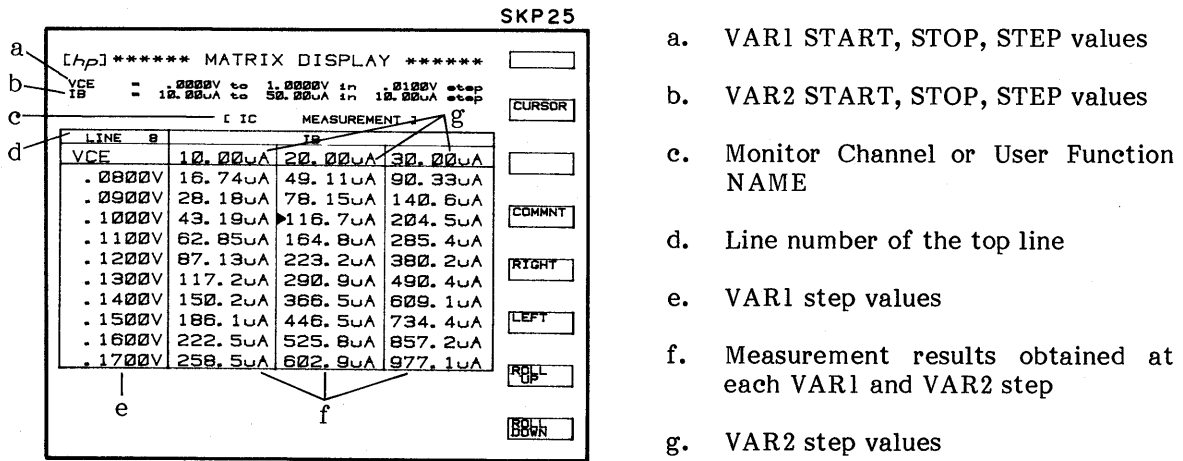 SKP25
[hp] ****** MATRIX DISPLAY ******
VCE = .0000V to 1.0000V in .0100V step
IB = 10.00uA to 50.00uA in 10.00uA step
[ IC MEASUREMENT ]
LINE 8 IB
VCE 10.00uA 20.00uA 30.00uA
.0800V 16.74uA 49.11uA 90.33uA
.0900V 28.18uA 78.15uA 140.6uA
.1000V 43.19uA ▶116.7uA 204.5uA
.1100V 62.85uA 164.8uA 285.4uA
.1200V 87.13uA 223.2uA 380.2uA
.1300V 117.2uA 290.9uA 490.4uA
.1400V 150.2uA 366.5uA 609.1uA
.1500V 186.1uA 446.5uA 734.4uA
.1600V 222.5uA 525.8uA 857.2uA
.1700V 258.5uA 602.9uA 977.1uA
CURSOR
COMMNT
RIGHT
LEFT
ROLL
UP
ROLL
DOWN
a
b
c
d
e
f
g
a. VAR1 START, STOP, STEP values
b. VAR2 START, STOP, STEP values
c. Monitor Channel or User Function
NAME
d. Line number of the top line
e. VAR1 step values
f. Measurement results obtained at
each VAR1 and VAR2 step
g. VAR2 step values